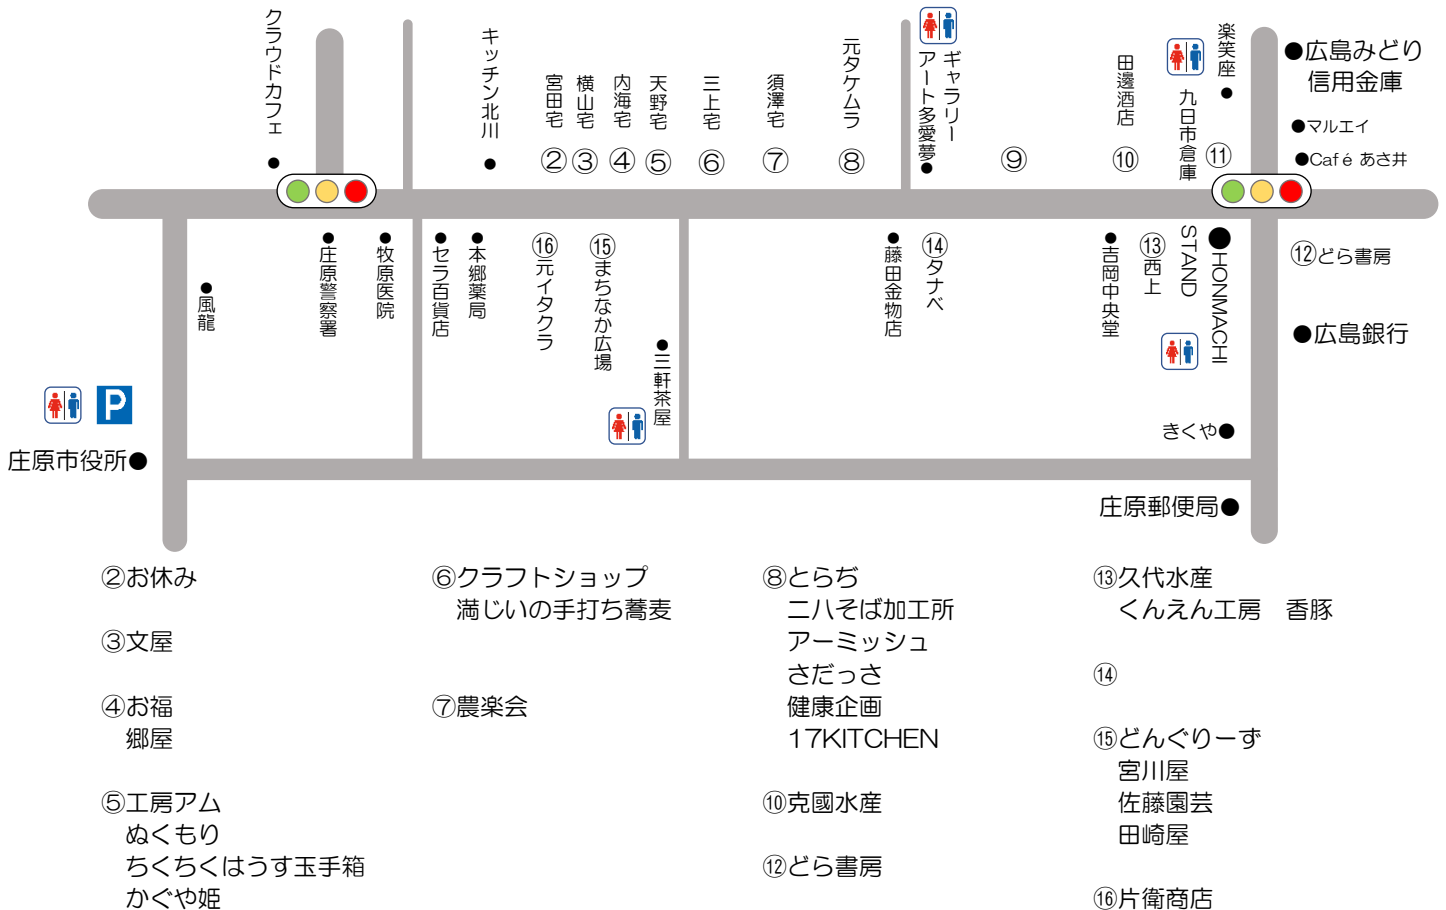 クラウドカフェ
キッチン北川
宮田宅
②
横山宅
③
内海宅
④
天野宅
⑤
三上宅
⑥
須澤宅
⑦
元タケムラ
⑧
ギャラリー
アート多愛夢
⑨
田邊酒店
⑩
九日市倉庫
楽笑座
⑪
●広島みどり
信用金庫
●マルエイ
●Café あさ井
●風龍
●庄原警察署
●牧原医院
●セラ百貨店
●本郷薬局
⑯元イタクラ
⑮まちなか広場
●三軒茶屋
●藤田金物店
⑭タナベ
●吉岡中央堂
⑬西上
●HONMACHI
STAND
⑫どら書房
●広島銀行
P
庄原市役所●
きくや●
庄原郵便局●
②お休み
③文屋
④お福
郷屋
⑤工房アム
ぬくもり
ちくちくはうす玉手箱
かぐや姫
⑥クラフトショップ
満じいの手打ち蕎麦
⑦農楽会
⑧とらぢ
二八そば加工所
アーミッシュ
さだっさ
健康企画
17KITCHEN
⑩克國水産
⑫どら書房
⑬久代水産
くんえん工房　香豚
⑭
⑮どんぐりーず
宮川屋
佐藤園芸
田崎屋
⑯片衛商店